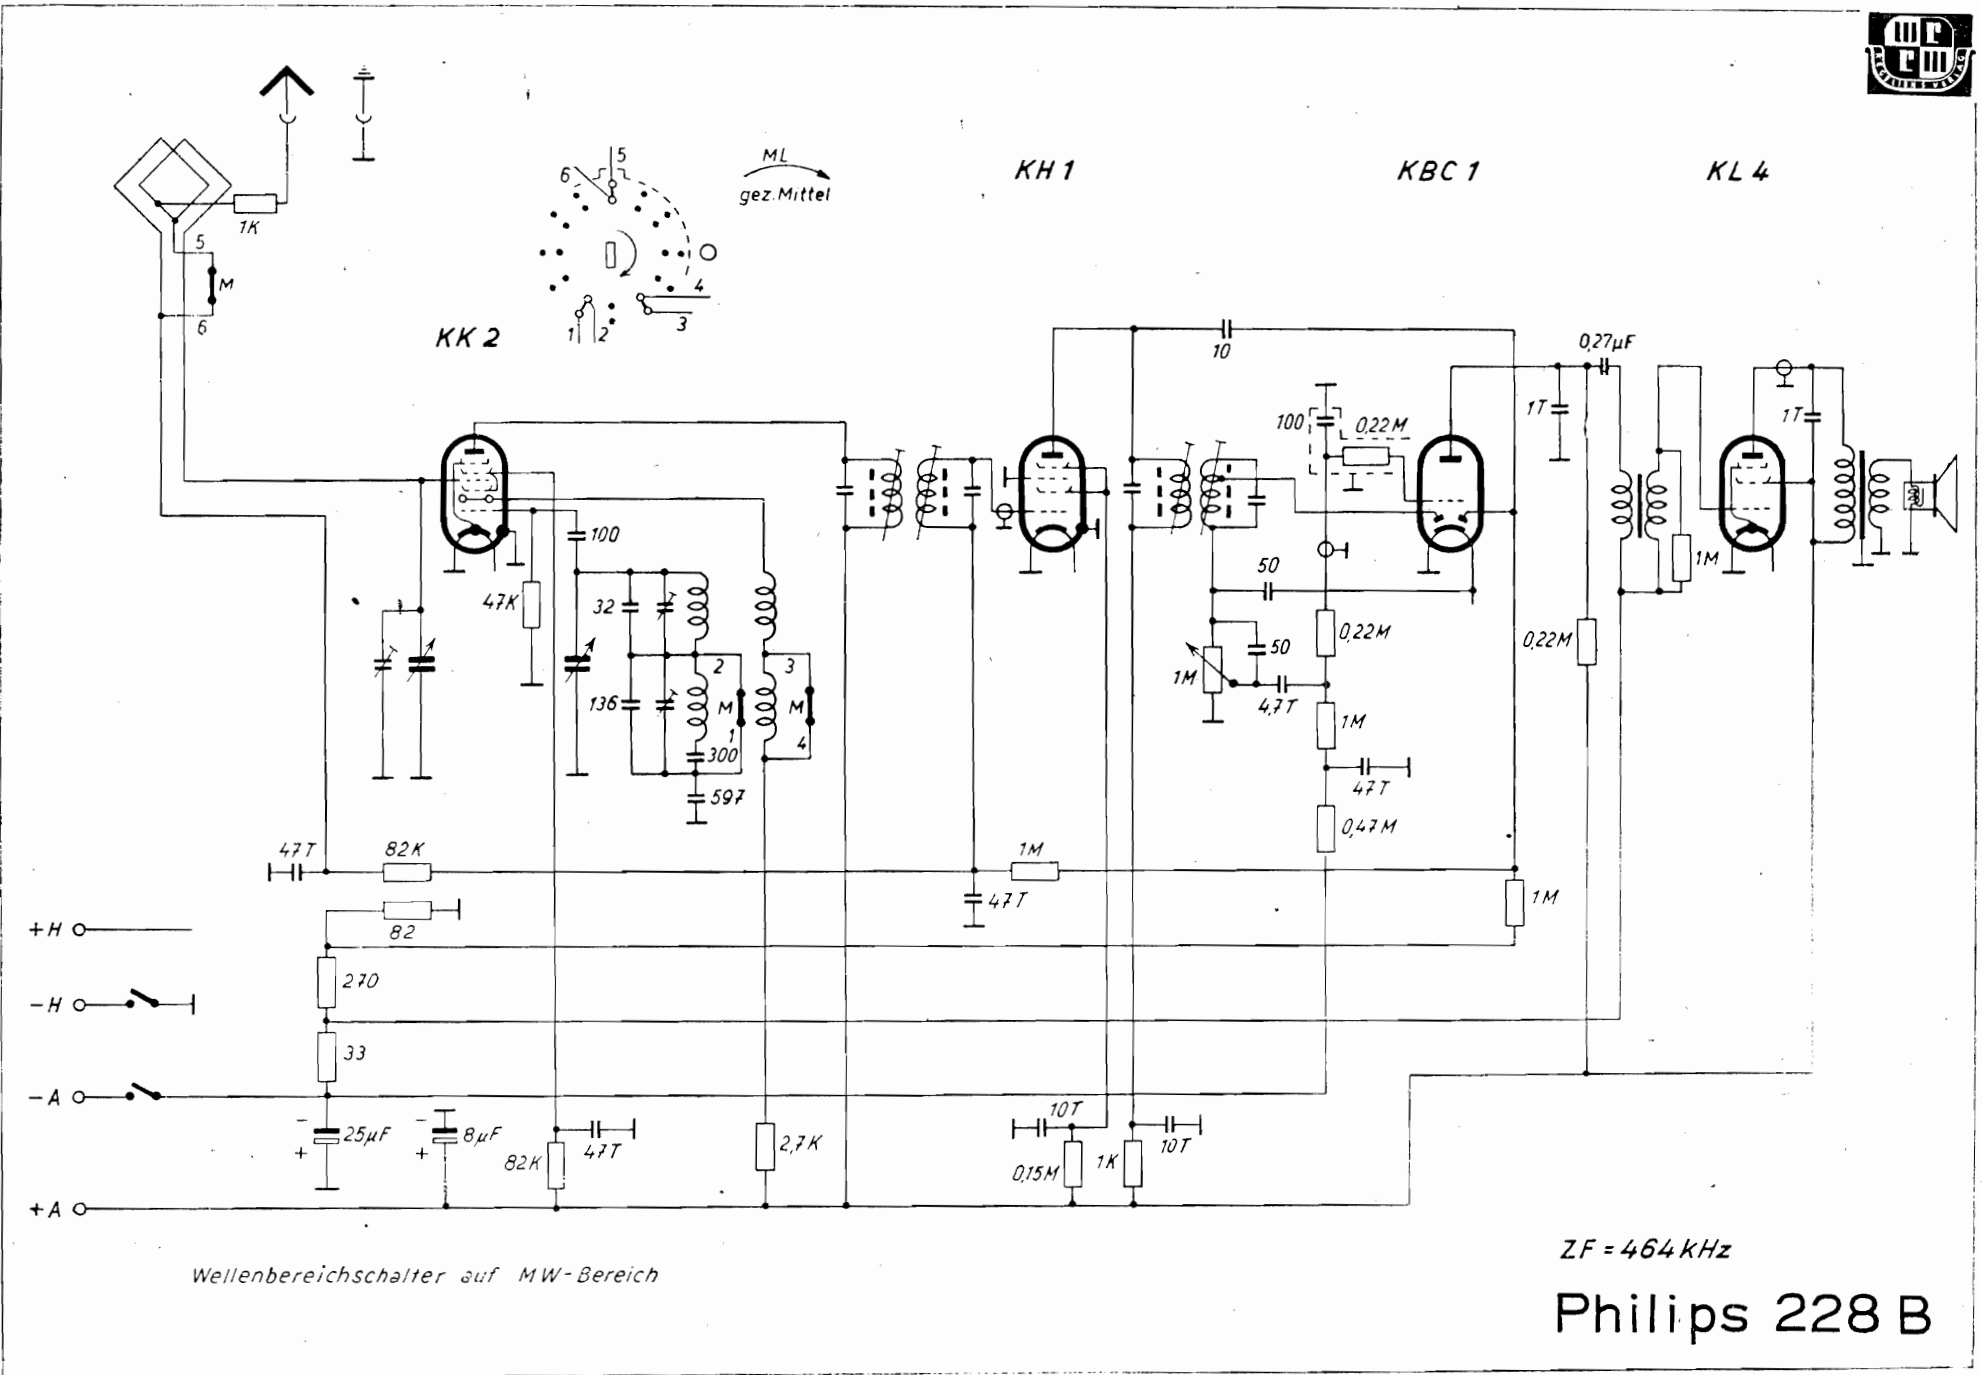 REGELIEN'S VERLAG
5
6
ML
gez. Mittel
KH 1
KBC 1
KL 4
1K
5
M
6
4
3
1
2
KK 2
10
0,27µF
100
0,22M
1T
1T
100
47K
32
50
1M
0,22M
0,22M
50
1M
4,7T
2
3
136
M
M
1
4
300
1M
597
47T
0,47M
47T
82K
1M
47T
1M
82
+H
270
-H
33
-A
25µF
8µF
- +
- +
82K
47T
2,7K
10T
0,15M
1K
10T
+A
Wellenbereichschalter auf MW-Bereich
ZF = 464 kHz
Philips 228 B